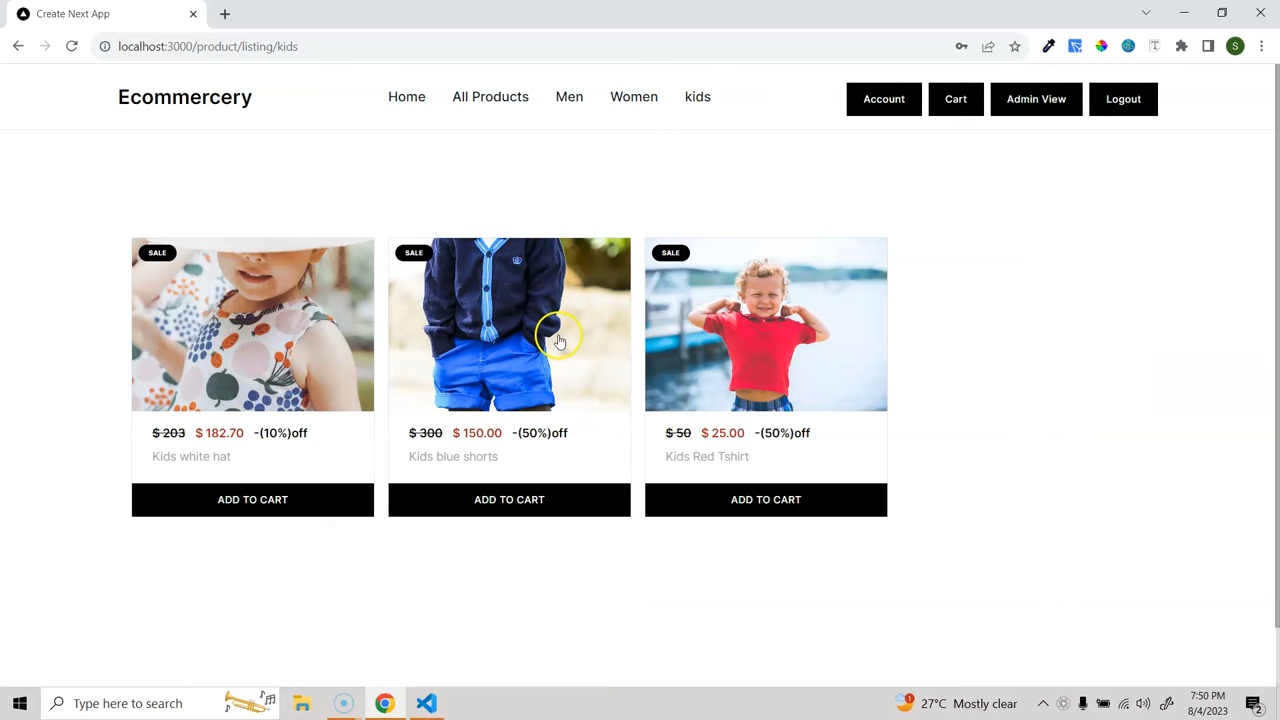 Create Next App
localhost:3000/product/listing/kids
S
Ecommercery
Home All Products Men Women kids
Account Cart Admin View Logout
SALE SALE SALE
$ 203 $ 182.70 -(10%)off
Kids white hat
ADD TO CART
$ 300 $ 150.00 -(50%)off
Kids blue shorts
ADD TO CART
$ 50 $ 25.00 -(50%)off
Kids Red Tshirt
ADD TO CART
Type here to search
1
27°C Mostly clear
7:50 PM
8/4/2023
2